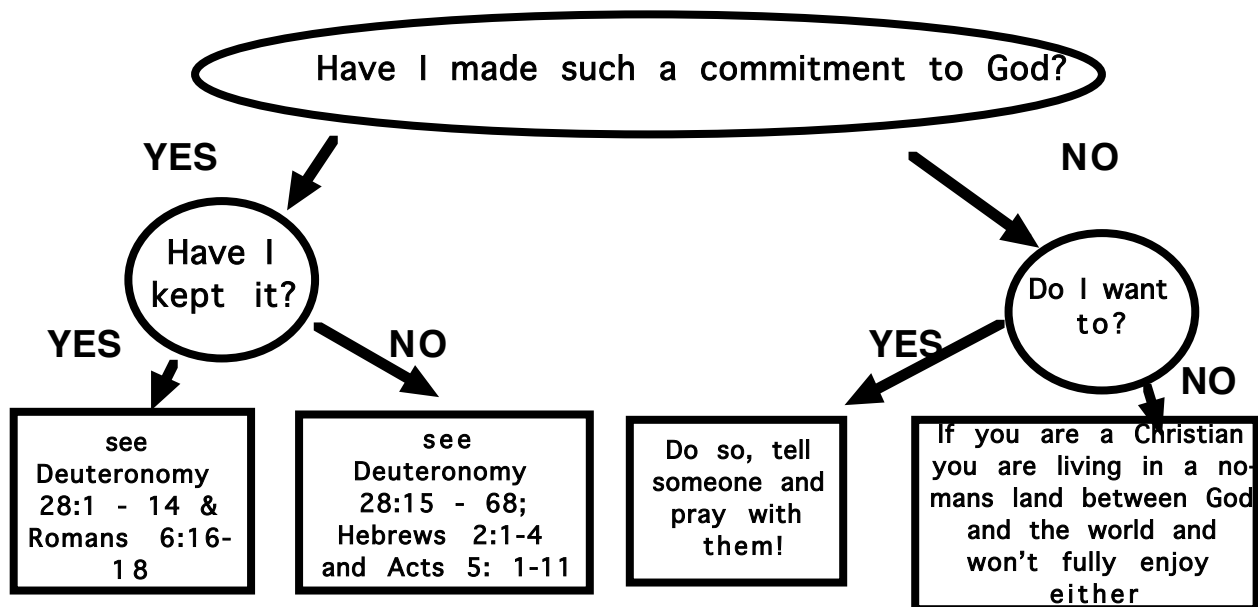 Have I made such a commitment to God?
YES
NO
Have I
kept it?
Do I want
to?
YES
NO
YES
NO
see
Deuteronomy
28:1 - 14 &
Romans 6:16-
18
see
Deuteronomy
28:15 - 68;
Hebrews 2:1-4
and Acts 5: 1-11
Do so, tell
someone and
pray with
them!
If you are a Christian
you are living in a no-
mans land between God
and the world and
won't fully enjoy
either